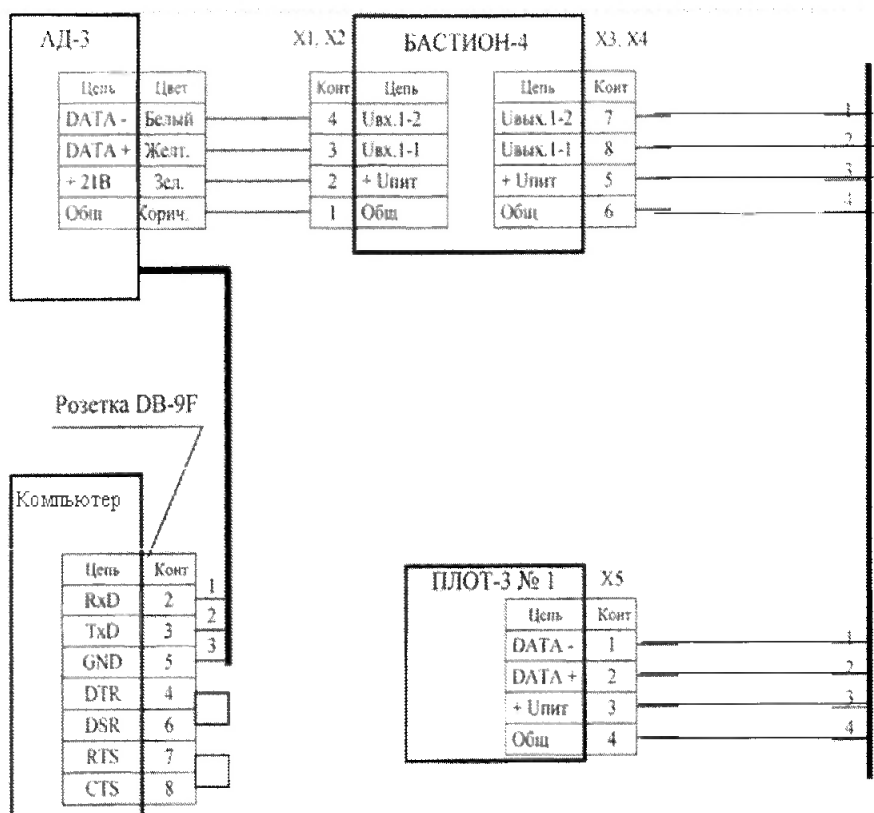 АД-3
X1, X2
БАСТИОН-4
X3, X4
Цепь Цвет
DATA - Белый
DATA + Желт.
+ 21В Зел.
Общ Корич.
Конт Цепь
4 Uвх.1-2
3 Uвх.1-1
2 + Uпит
1 Общ
Цепь Конт
Uвых.1-2 7
Uвых.1-1 8
+ Uпит 5
Общ 6
1
2
3
4
Розетка DB-9F
Компьютер
Цепь Конт
RxD 2 1
TxD 3 2
GND 5 3
DTR 4
DSR 6
RTS 7
CTS 8
ПЛОТ-3 № 1
X5
Цепь Конт
DATA - 1 1
DATA + 2 2
+ Uпит 3 3
Общ 4 4